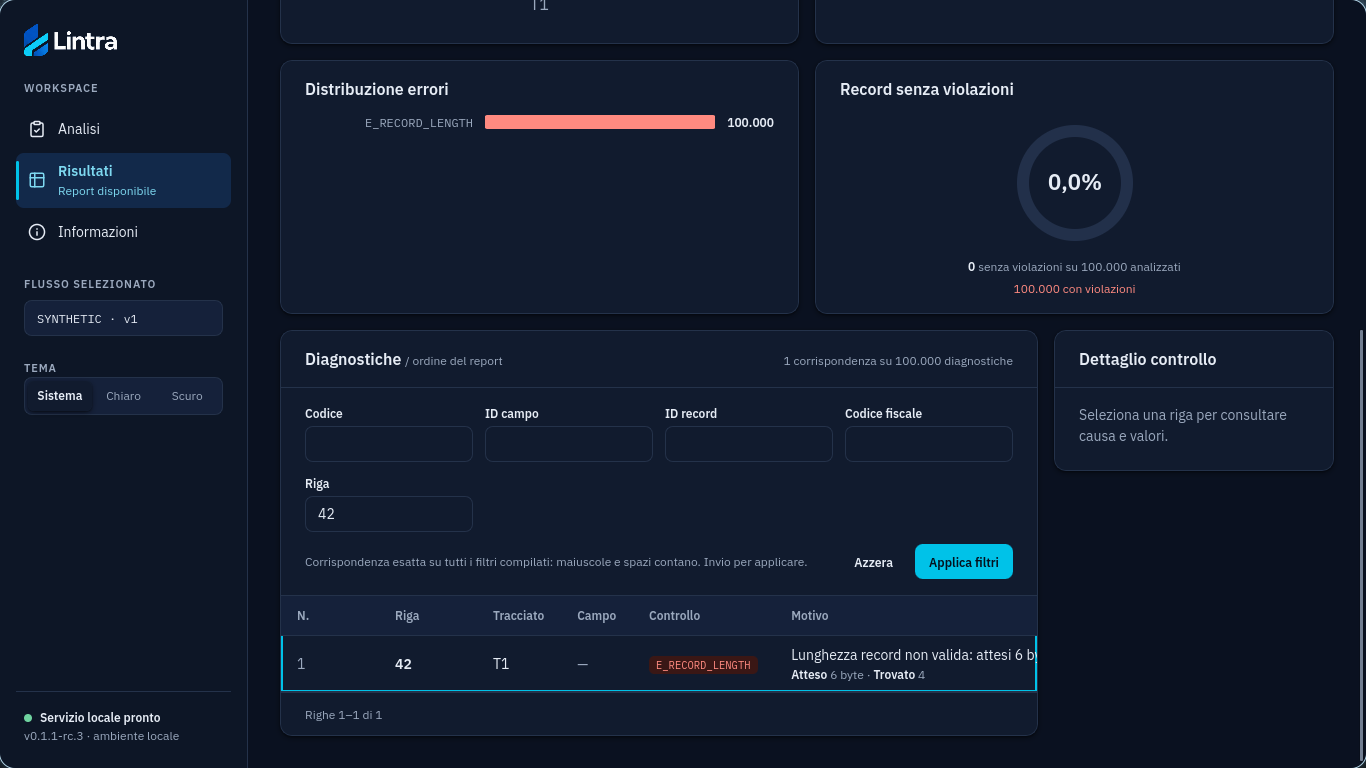 Lintra
WORKSPACE
Analisi
Risultati
Report disponibile
Informazioni
FLUSSO SELEZIONATO
SYNTHETIC · v1
TEMA
Sistema Chiaro Scuro
Servizio locale pronto
v0.1.1-rc.3 · ambiente locale
T1
Distribuzione errori
E_RECORD_LENGTH 100.000
Record senza violazioni
0,0%
0 senza violazioni su 100.000 analizzati
100.000 con violazioni
Diagnostiche / ordine del report 1 corrispondenza su 100.000 diagnostiche
Codice ID campo ID record Codice fiscale
Riga
42
Corrispondenza esatta su tutti i filtri compilati: maiuscole e spazi contano. Invio per applicare. Azzera Applica filtri
N. Riga Tracciato Campo Controllo Motivo
1 42 T1 — E_RECORD_LENGTH Lunghezza record non valida: attesi 6
Atteso 6 byte · Trovato 4
Righe 1–1 di 1
Dettaglio controllo
Seleziona una riga per consultare
causa e valori.